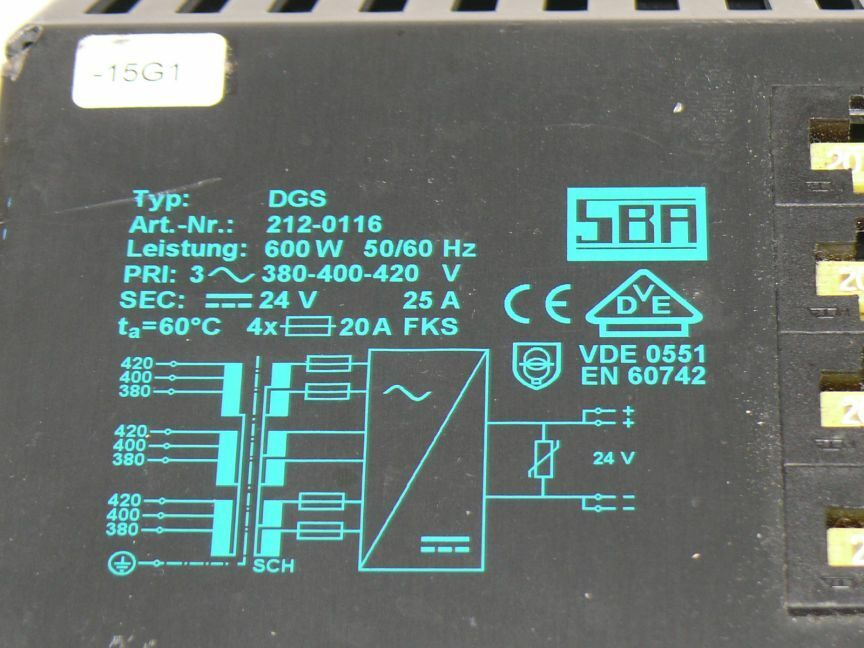 -15G1
Typ: DGS
Art.-Nr.: 212-0116
Leistung: 600 W 50/60 Hz
PRI: 3 ~ 380-400-420 V
SEC: ⎓ 24 V 25 A
ta=60°C 4x 20A FKS
SBA
CE
DVE
VDE 0551
EN 60742
420
400
380
420
400
380
420
400
380
SCH
+
+
24 V
–
–
20
20